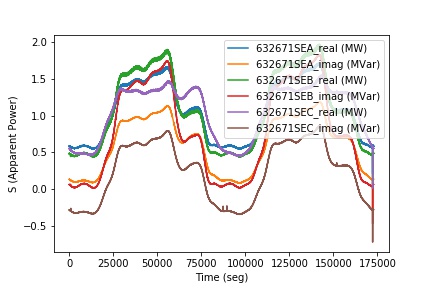 2.0
1.5
1.0
0.5
0.0
−0.5
S (Apparent Power)
632671SEA_real (MW)
632671SEA_imag (MVar)
632671SEB_real (MW)
632671SEB_imag (MVar)
632671SEC_real (MW)
632671SEC_imag (MVar)
0 25000 50000 75000 100000 125000 150000 175000
Time (seg)